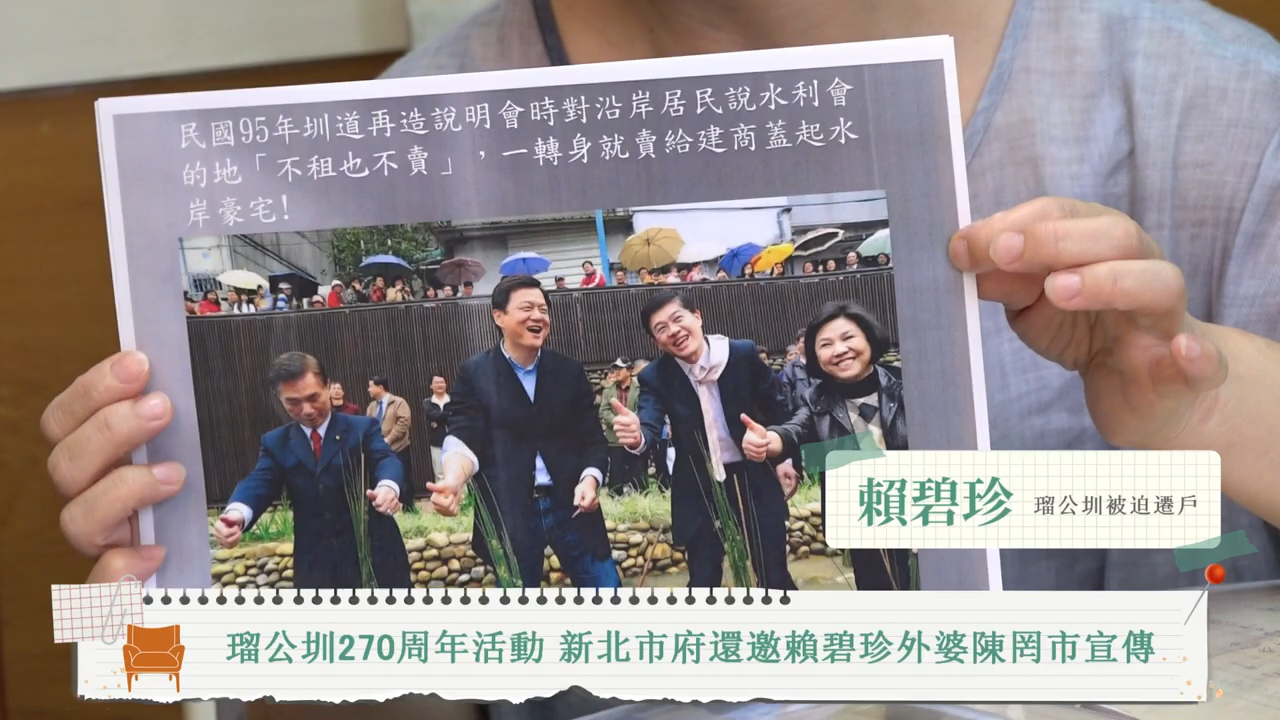 民國95年圳道再造說明會時對沿岸居民說水利會
的地「不租也不賣」，一轉身就賣給建商蓋起水
岸豪宅!
賴碧珍 瑠公圳被迫遷戶
瑠公圳270周年活動 新北市府還邀賴碧珍外婆陳罔市宣傳